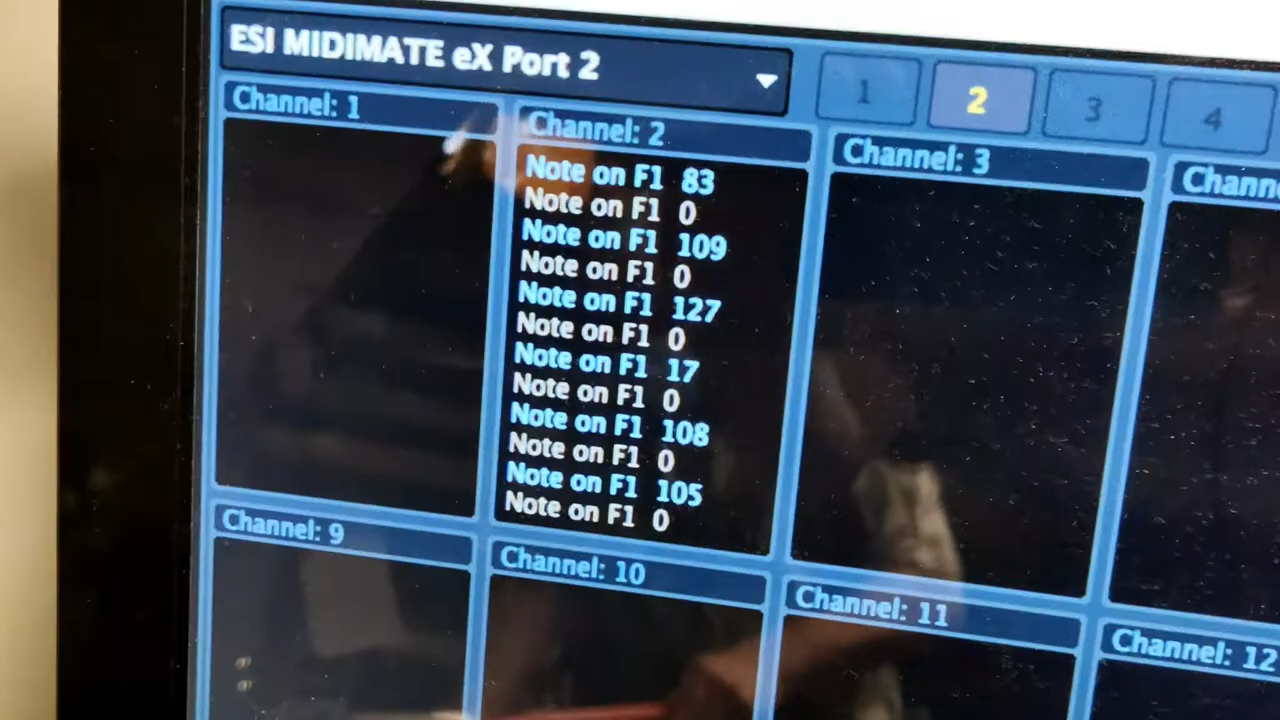 ESI MIDIMATE eX Port 2
1 2 3 4
Channel: 1
Channel: 2
Note on F1 83
Note on F1 0
Note on F1 109
Note on F1 0
Note on F1 127
Note on F1 0
Note on F1 17
Note on F1 0
Note on F1 108
Note on F1 0
Note on F1 105
Note on F1 0
Channel: 3
Chann
Channel: 9
Channel: 10
Channel: 11
Channel: 12